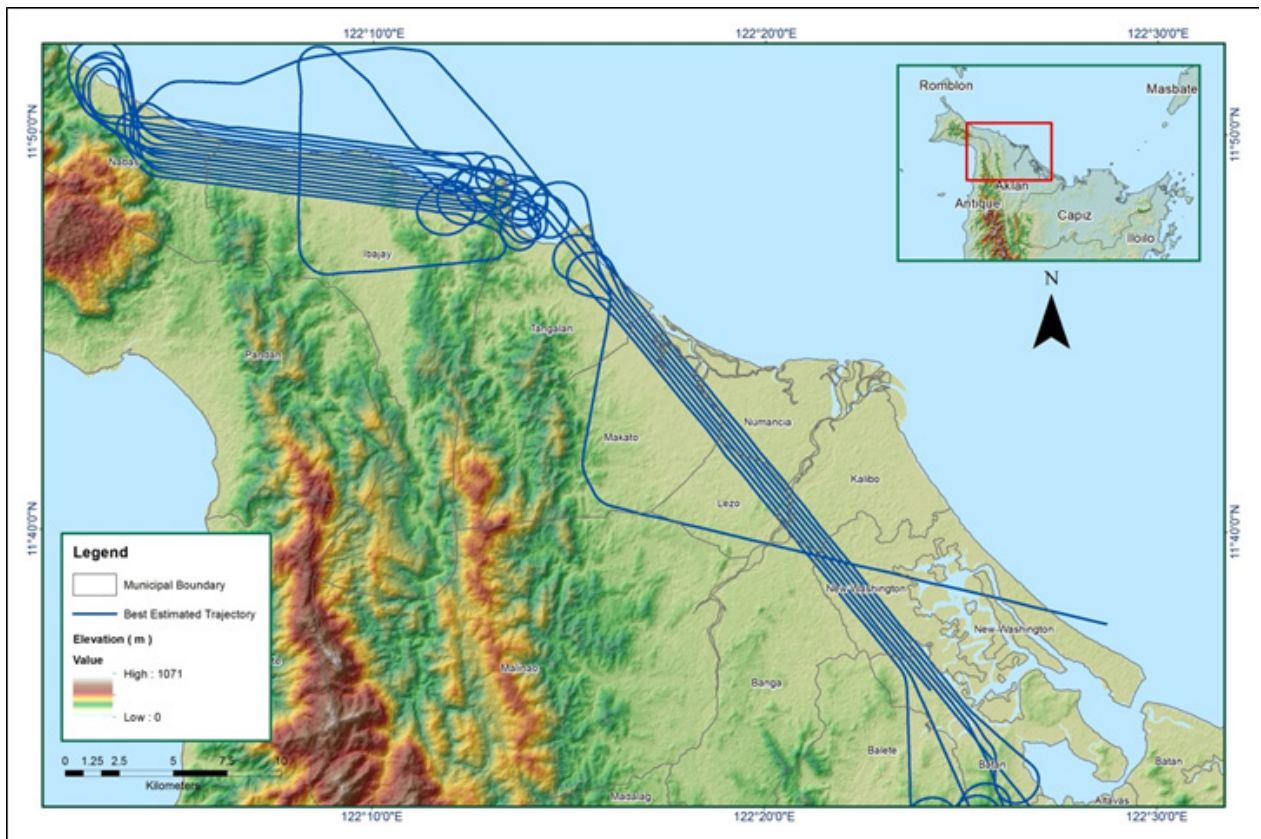 122°10'0"E
122°20'0"E
122°30'0"E
11°50'0"N
11°50'0"N
Romblon
Masbate
Aklan
Antique
Capiz
Iloilo
N
Nabas
Ibajay
Tangalan
Pandan
Numancia
Makato
Kalibo
Lezo
11°40'0"N
11°40'0"N
New Washington
New Washington
Malinao
Banga
Balete
Batan
Batan
Altavas
Madalag
Legend
Municipal Boundary
Best Estimated Trajectory
Elevation ( m )
Value
High : 1071
Low : 0
0 1.25 2.5 5 7.5 10
Kilometers
122°10'0"E
122°20'0"E
122°30'0"E